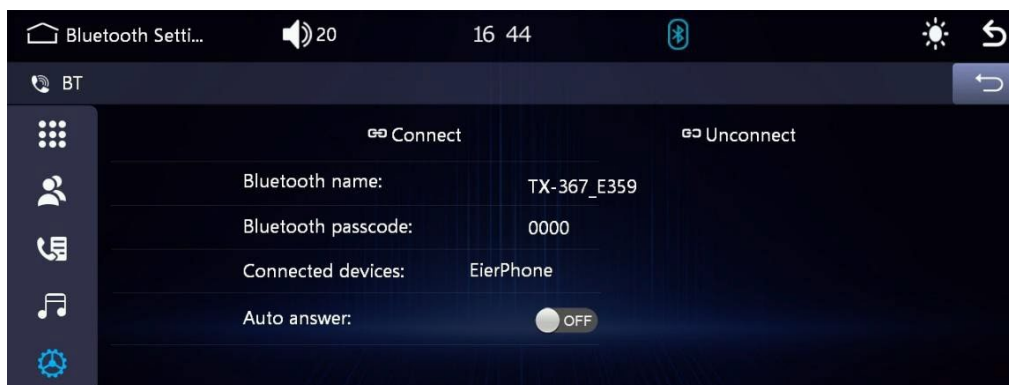 Bluetooth Setti...
20
16 44
BT
Connect
Unconnect
Bluetooth name: TX-367_E359
Bluetooth passcode: 0000
Connected devices: EierPhone
Auto answer: OFF